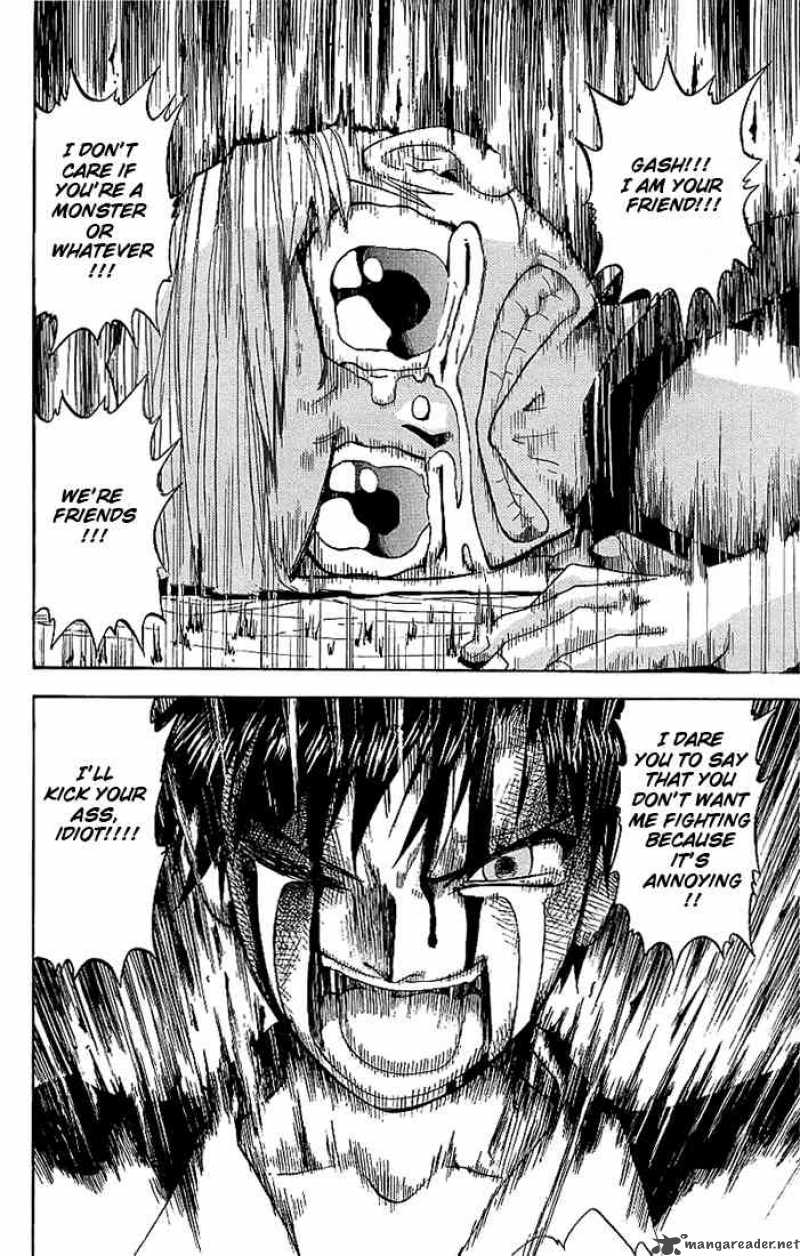 GASH!!!
I AM YOUR
FRIEND!!!
I DON'T
CARE IF
YOU'RE A
MONSTER
OR
WHATEVER
!!!
WE'RE
FRIENDS
!!!
I DARE
YOU TO SAY
THAT YOU
DON'T WANT
ME FIGHTING
BECAUSE
IT'S
ANNOYING
!!
I'LL
KICK YOUR
ASS,
IDIOT!!!!
mangareader.net